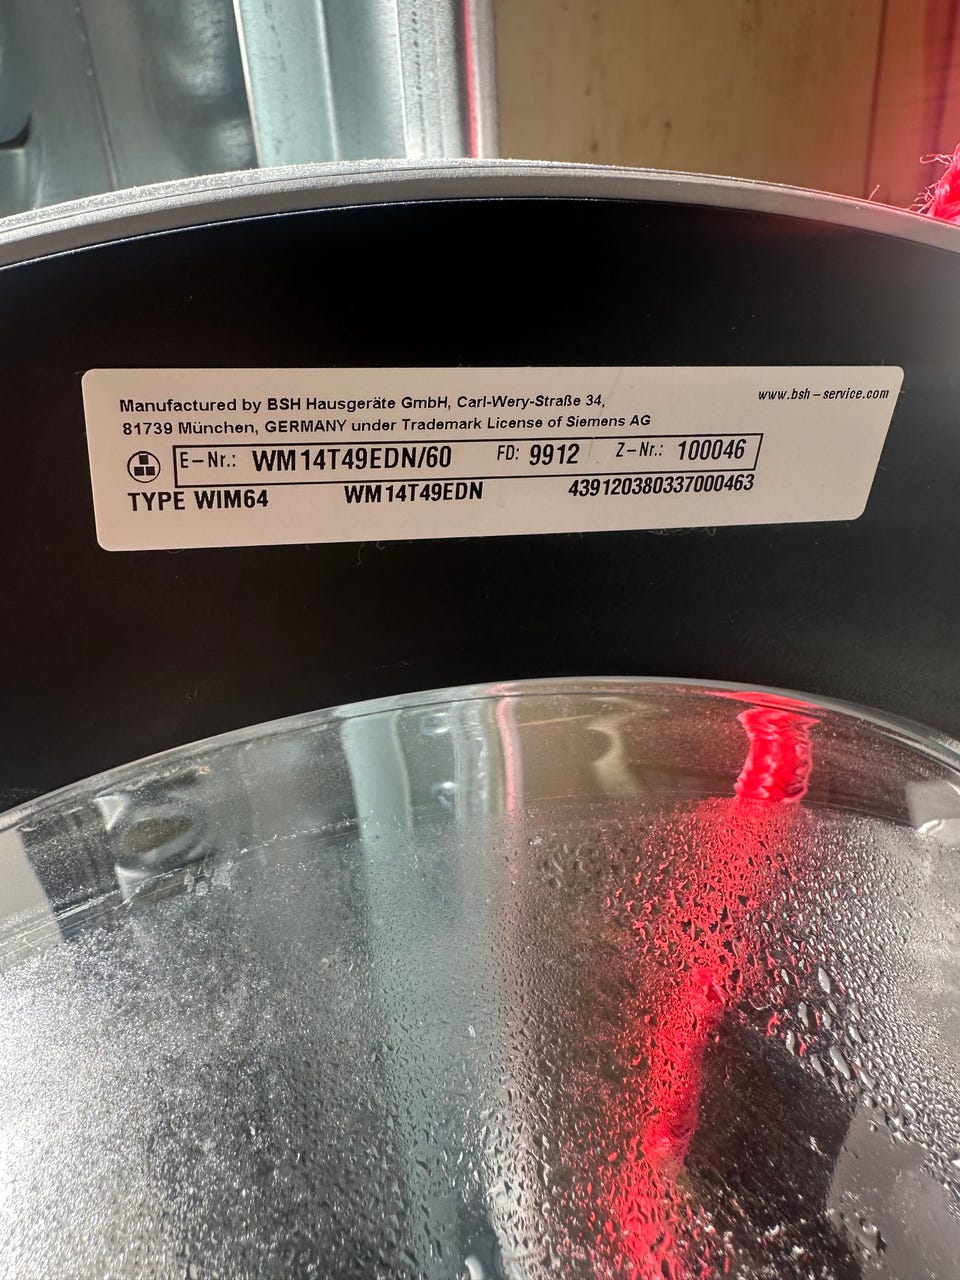 www.bsh-service.com
Manufactured by BSH Hausgeräte GmbH, Carl-Wery-Straße 34,
81739 München, GERMANY under Trademark License of Siemens AG
E-Nr.: WM14T49EDN/60 FD: 9912 Z-Nr.: 100046
TYPE WIM64 WM14T49EDN 439120380337000463